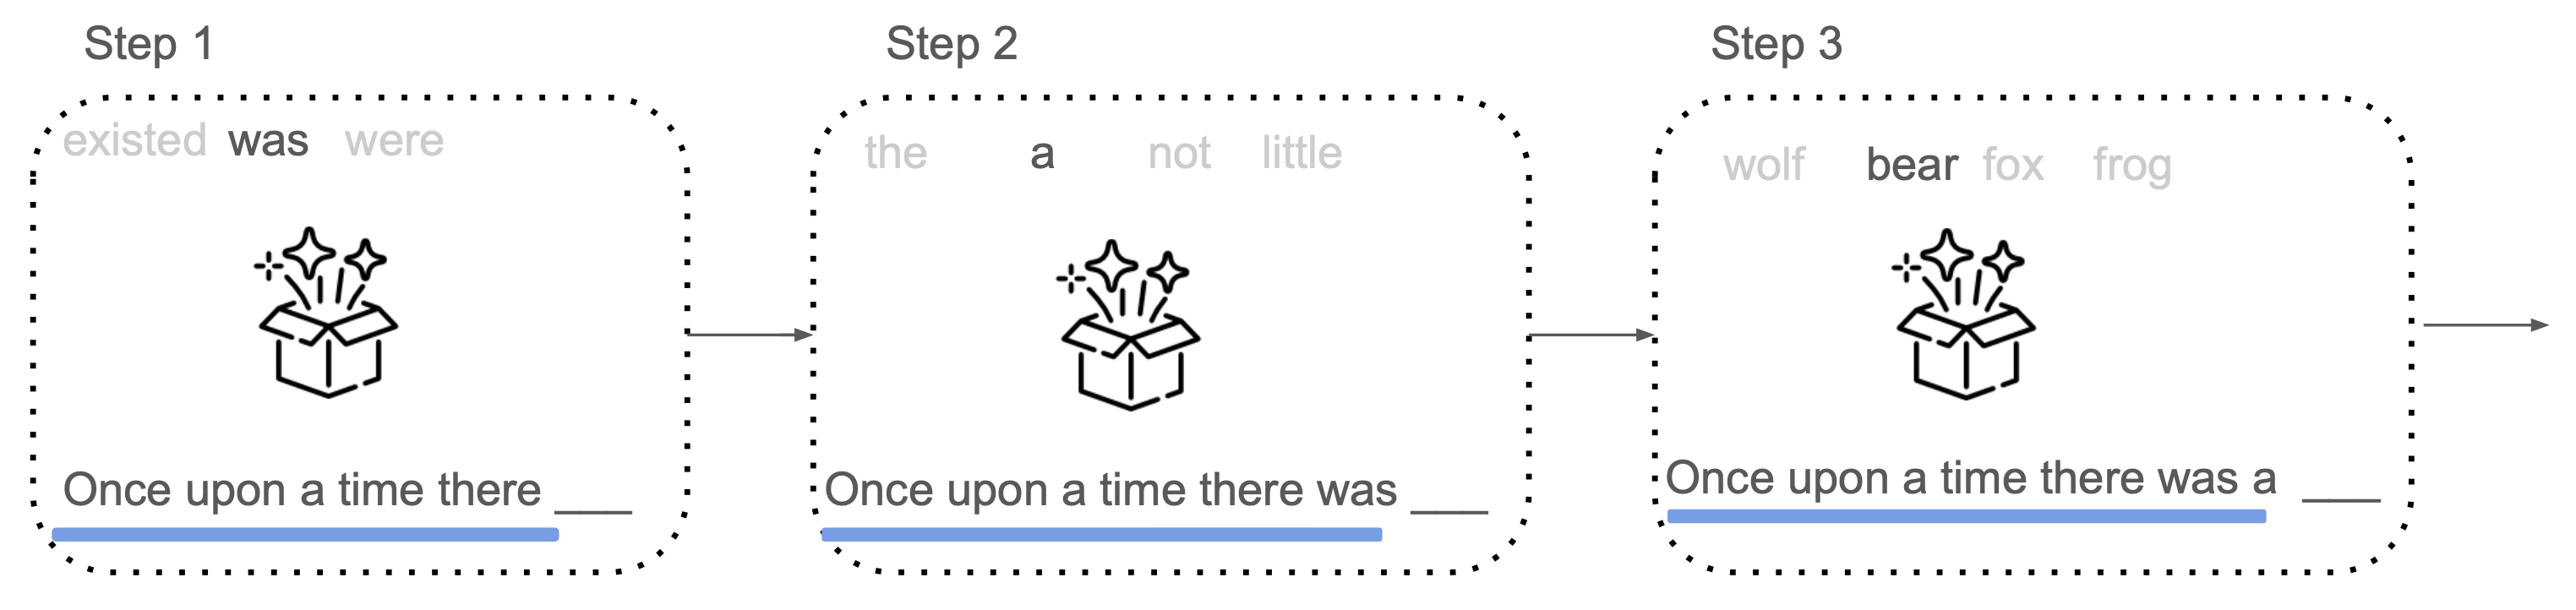 Step 1
existed was were
Once upon a time there ___
Step 2
the a not little
Once upon a time there was ___
Step 3
wolf bear fox frog
Once upon a time there was a ___